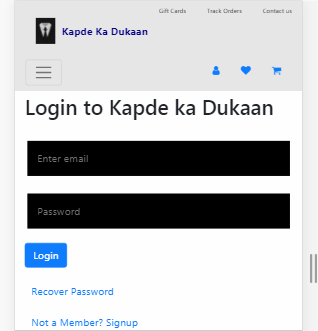 Gift Cards Track Orders Contact us
Kapde Ka Dukaan
Login to Kapde ka Dukaan
Enter email
Password
Login
Recover Password
Not a Member? Signup